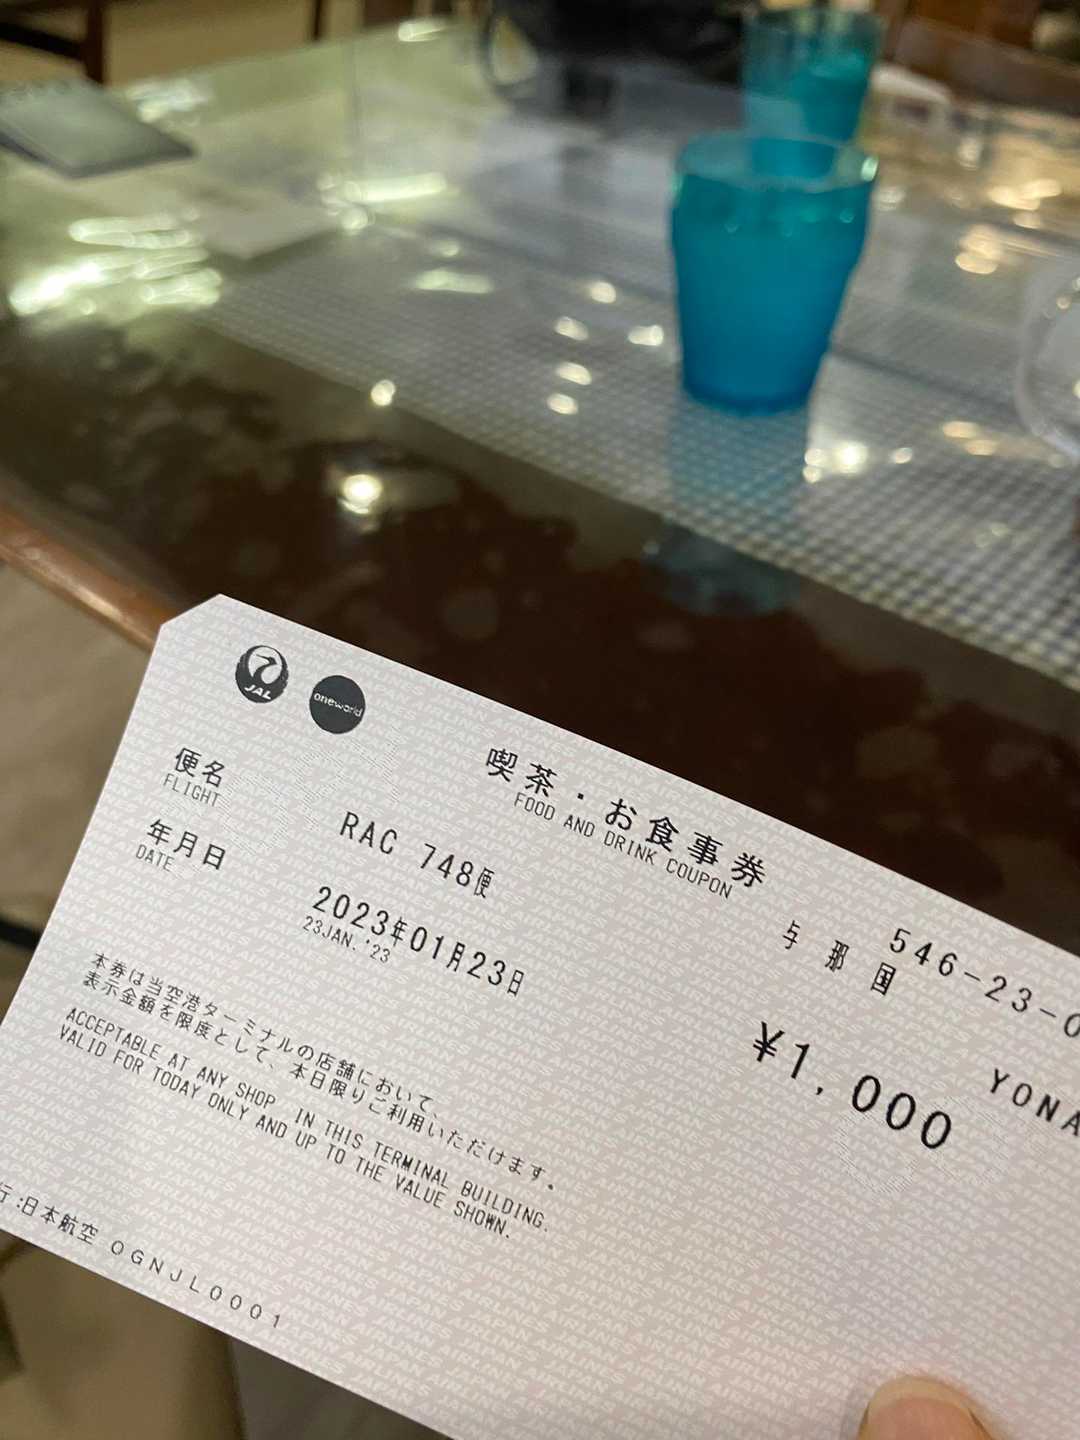 JAL
oneworld
喫茶・お食事券
FOOD AND DRINK COUPON
便名
FLIGHT
RAC 748便
年月日
DATE
2023年01月23日
23JAN.'23
与那国
546-23-0
YONA
¥1,000
本券は当空港ターミナルの店舗において、
表示金額を限度として、本日限りご利用いただけます。
ACCEPTABLE AT ANY SHOP IN THIS TERMINAL BUILDING.
VALID FOR TODAY ONLY AND UP TO THE VALUE SHOWN.
行:日本航空 OGNJL0001